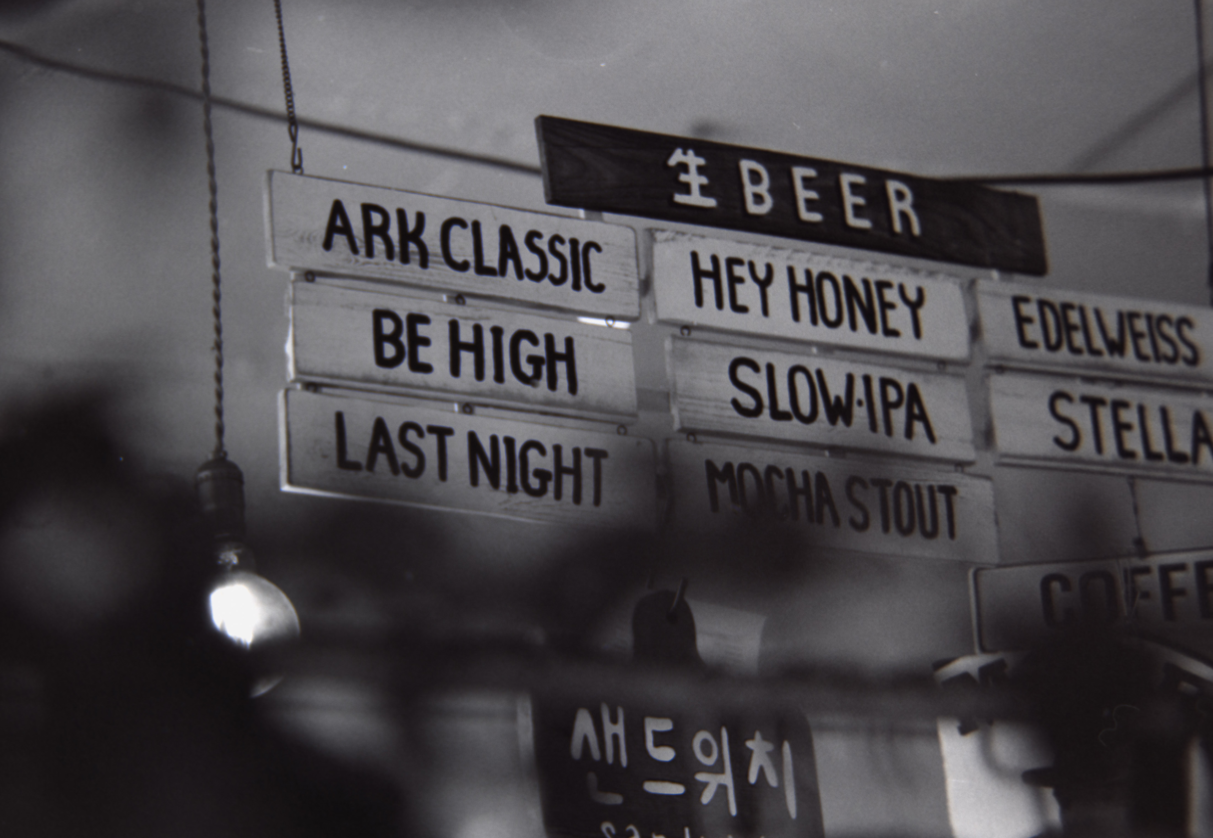 生BEER
ARK CLASSIC
HEY HONEY
EDELWEISS
BE HIGH
SLOW·IPA
STELLA
LAST NIGHT
MOCHA STOUT
샌드위치